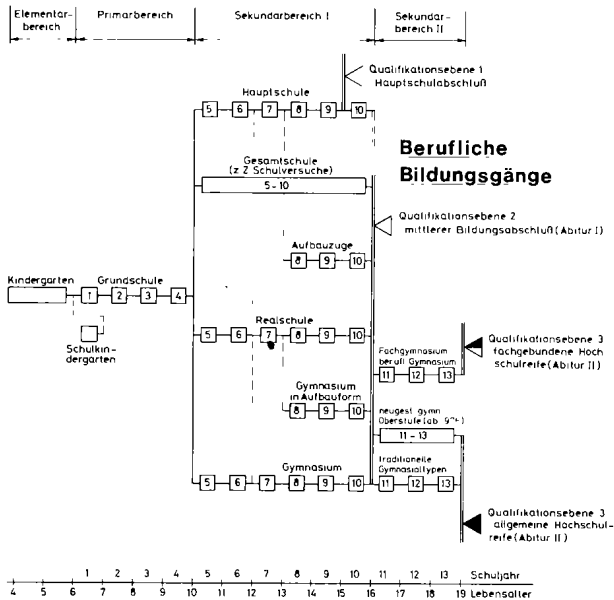 Elementar-
bereich
Primarbereich
Sekundarbereich I
Sekundar-
bereich II
Qualifikationsebene 1
Hauptschulabschluß
Hauptschule
5 6 7 8 9 10
Berufliche
Bildungsgänge
Gesamtschule
(z Z Schulversuche)
5-10
Qualifikationsebene 2
mittlerer Bildungsabschluß (Abitur I)
Aufbauzuge
8 9 10
Kindergarten
Grundschule
1 2 3 4
Schulkin-
dergarten
Realschule
5 6 7 8 9 10
Fachgymnasium
berufl Gymnasium
11 12 13
Qualifikationsebene 3
fachgebundene Hoch
schulreife (Abitur II)
Gymnasium
in Aufbauform
8 9 10
neugest gymn
Oberstufe (ab
11-13
Gymnasium
5 6 7 8 9 10
traditionelle
Gymnasialtypen
11 12 13
Qualifikationsebene 3
allgemeine Hochschul-
reife (Abitur II)
1 2 3 4 5 6 7 8 9 10 11 12 13 Schuljahr
4 5 6 7 8 9 10 11 12 13 14 15 16 17 18 19 Lebensalter